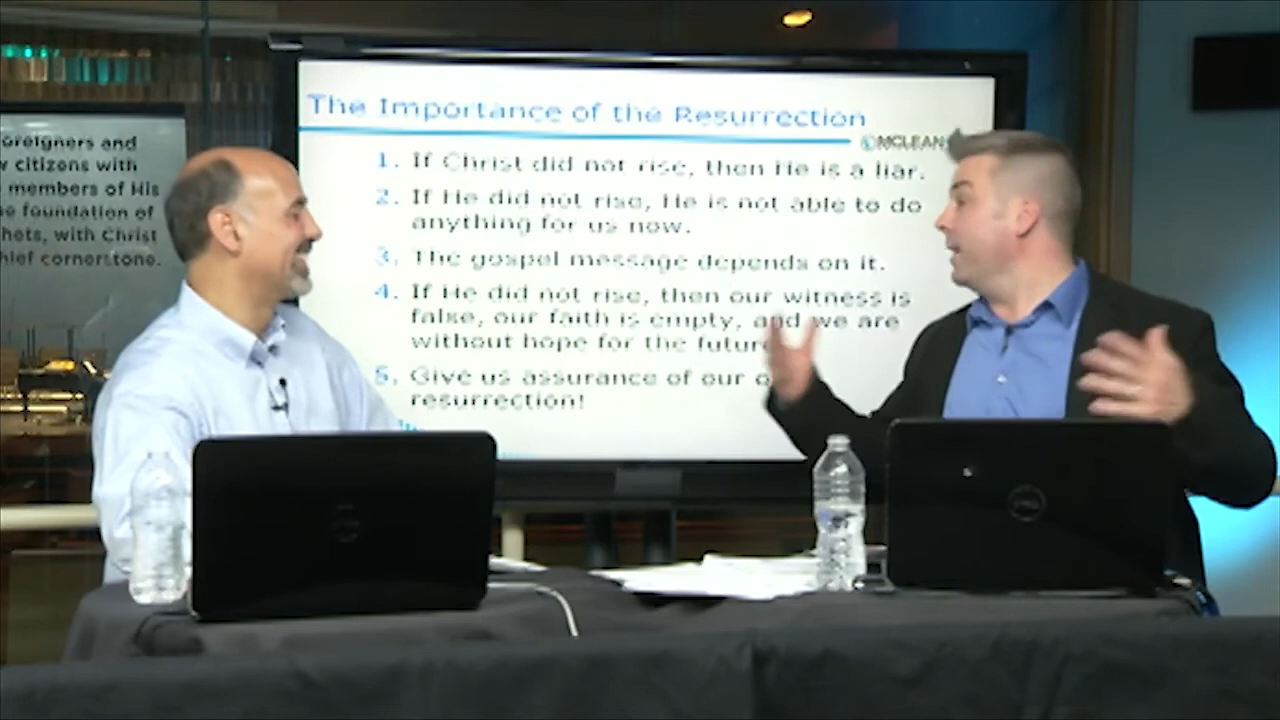 The Importance of the Resurrection
MCLEAN
1. If Christ did not rise, then He is a liar.
2. If He did not rise, He is not able to do
anything for us now.
3. The gospel message depends on it.
4. If He did not rise, then our witness is
false, our faith is empty, and we are
without hope for the future
5. Give us assurance of our o
resurrection!
oreigners and
citizens with
members of His
foundation of
hets, with Christ
hief cornerstone.
DELL